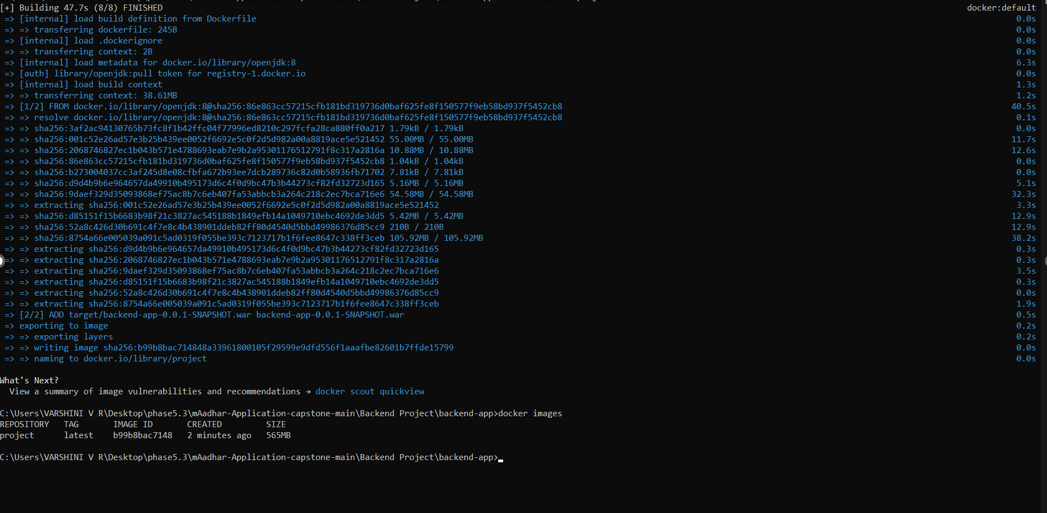 [+] Building 47.7s (8/8) FINISHED docker:default
=> [internal] load build definition from Dockerfile 0.0s
=> => transferring dockerfile: 245B 0.0s
=> [internal] load .dockerignore 0.0s
=> => transferring context: 2B 0.0s
=> [internal] load metadata for docker.io/library/openjdk:8 6.3s
=> [auth] library/openjdk:pull token for registry-1.docker.io 0.0s
=> [internal] load build context 1.3s
=> => transferring context: 38.61MB 1.2s
=> [1/2] FROM docker.io/library/openjdk:8@sha256:86e863cc57215cfb181bd319736d0baf625fe8f150577f9eb58bd937f5452cb8 40.5s
=> => resolve docker.io/library/openjdk:8@sha256:86e863cc57215cfb181bd319736d0baf625fe8f150577f9eb58bd937f5452cb8 0.1s
=> => sha256:3af2ac94130765b73fc8f1b42ffc04f77996ed8210c297fcfa28ca880ff0a217 1.79kB / 1.79kB 0.0s
=> => sha256:001c52e26ad57e3b25b439ee0052f6692e5c0f2d5d982a00a8819ace5e521452 55.00MB / 55.00MB 11.7s
=> => sha256:2068746827ec1b043b571e4788693eab7e9b2a95301176512791f8c317a2816a 10.88MB / 10.88MB 12.6s
=> => sha256:86e863cc57215cfb181bd319736d0baf625fe8f150577f9eb58bd937f5452cb8 1.04kB / 1.04kB 0.0s
=> => sha256:b273004037cc3af245d8e08cfbfa672b93ee7dcb289736c82d0b58936fb71702 7.81kB / 7.81kB 0.0s
=> => sha256:d9d4b9b6e964657da49910b495173d6c4f0d9bc47b3b44273cf82fd32723d165 5.16MB / 5.16MB 5.1s
=> => sha256:9daef329d35093868ef75ac8b7c6eb407fa53abbcb3a264c218c2ec7bca716e6 54.58MB / 54.58MB 32.3s
=> => extracting sha256:001c52e26ad57e3b25b439ee0052f6692e5c0f2d5d982a00a8819ace5e521452 3.3s
=> => sha256:d85151f15b6683b98f21c3827ac545188b1849efb14a1049710ebc4692de3dd5 5.42MB / 5.42MB 12.9s
=> => sha256:52a8c426d30b691c4f7e8c4b438901ddeb82ff80d4540d5bbd49986376d85cc9 210B / 210B 12.9s
=> => sha256:8754a66e005039a091c5ad0319f055be393c7123717b1f6fee8647c338ff3ceb 105.92MB / 105.92MB 38.2s
=> => extracting sha256:d9d4b9b6e964657da49910b495173d6c4f0d9bc47b3b44273cf82fd32723d165 0.3s
=> => extracting sha256:2068746827ec1b043b571e4788693eab7e9b2a95301176512791f8c317a2816a 0.3s
=> => extracting sha256:9daef329d35093868ef75ac8b7c6eb407fa53abbcb3a264c218c2ec7bca716e6 3.5s
=> => extracting sha256:d85151f15b6683b98f21c3827ac545188b1849efb14a1049710ebc4692de3dd5 0.3s
=> => extracting sha256:52a8c426d30b691c4f7e8c4b438901ddeb82ff80d4540d5bbd49986376d85cc9 0.0s
=> => extracting sha256:8754a66e005039a091c5ad0319f055be393c7123717b1f6fee8647c338ff3ceb 1.9s
=> [2/2] ADD target/backend-app-0.0.1-SNAPSHOT.war backend-app-0.0.1-SNAPSHOT.war 0.5s
=> exporting to image 0.2s
=> => exporting layers 0.2s
=> => writing image sha256:b99b8bac714848a33961800105f29599e9dfd556f1aaafbe82601b7ffde15799 0.0s
=> => naming to docker.io/library/project 0.0s
What's Next?
View a summary of image vulnerabilities and recommendations → docker scout quickview
C:\Users\VARSHINI V R\Desktop\phase5.3\mAadhar-Application-capstone-main\Backend Project\backend-app>docker images
REPOSITORY TAG IMAGE ID CREATED SIZE
project latest b99b8bac7148 2 minutes ago 565MB
C:\Users\VARSHINI V R\Desktop\phase5.3\mAadhar-Application-capstone-main\Backend Project\backend-app>